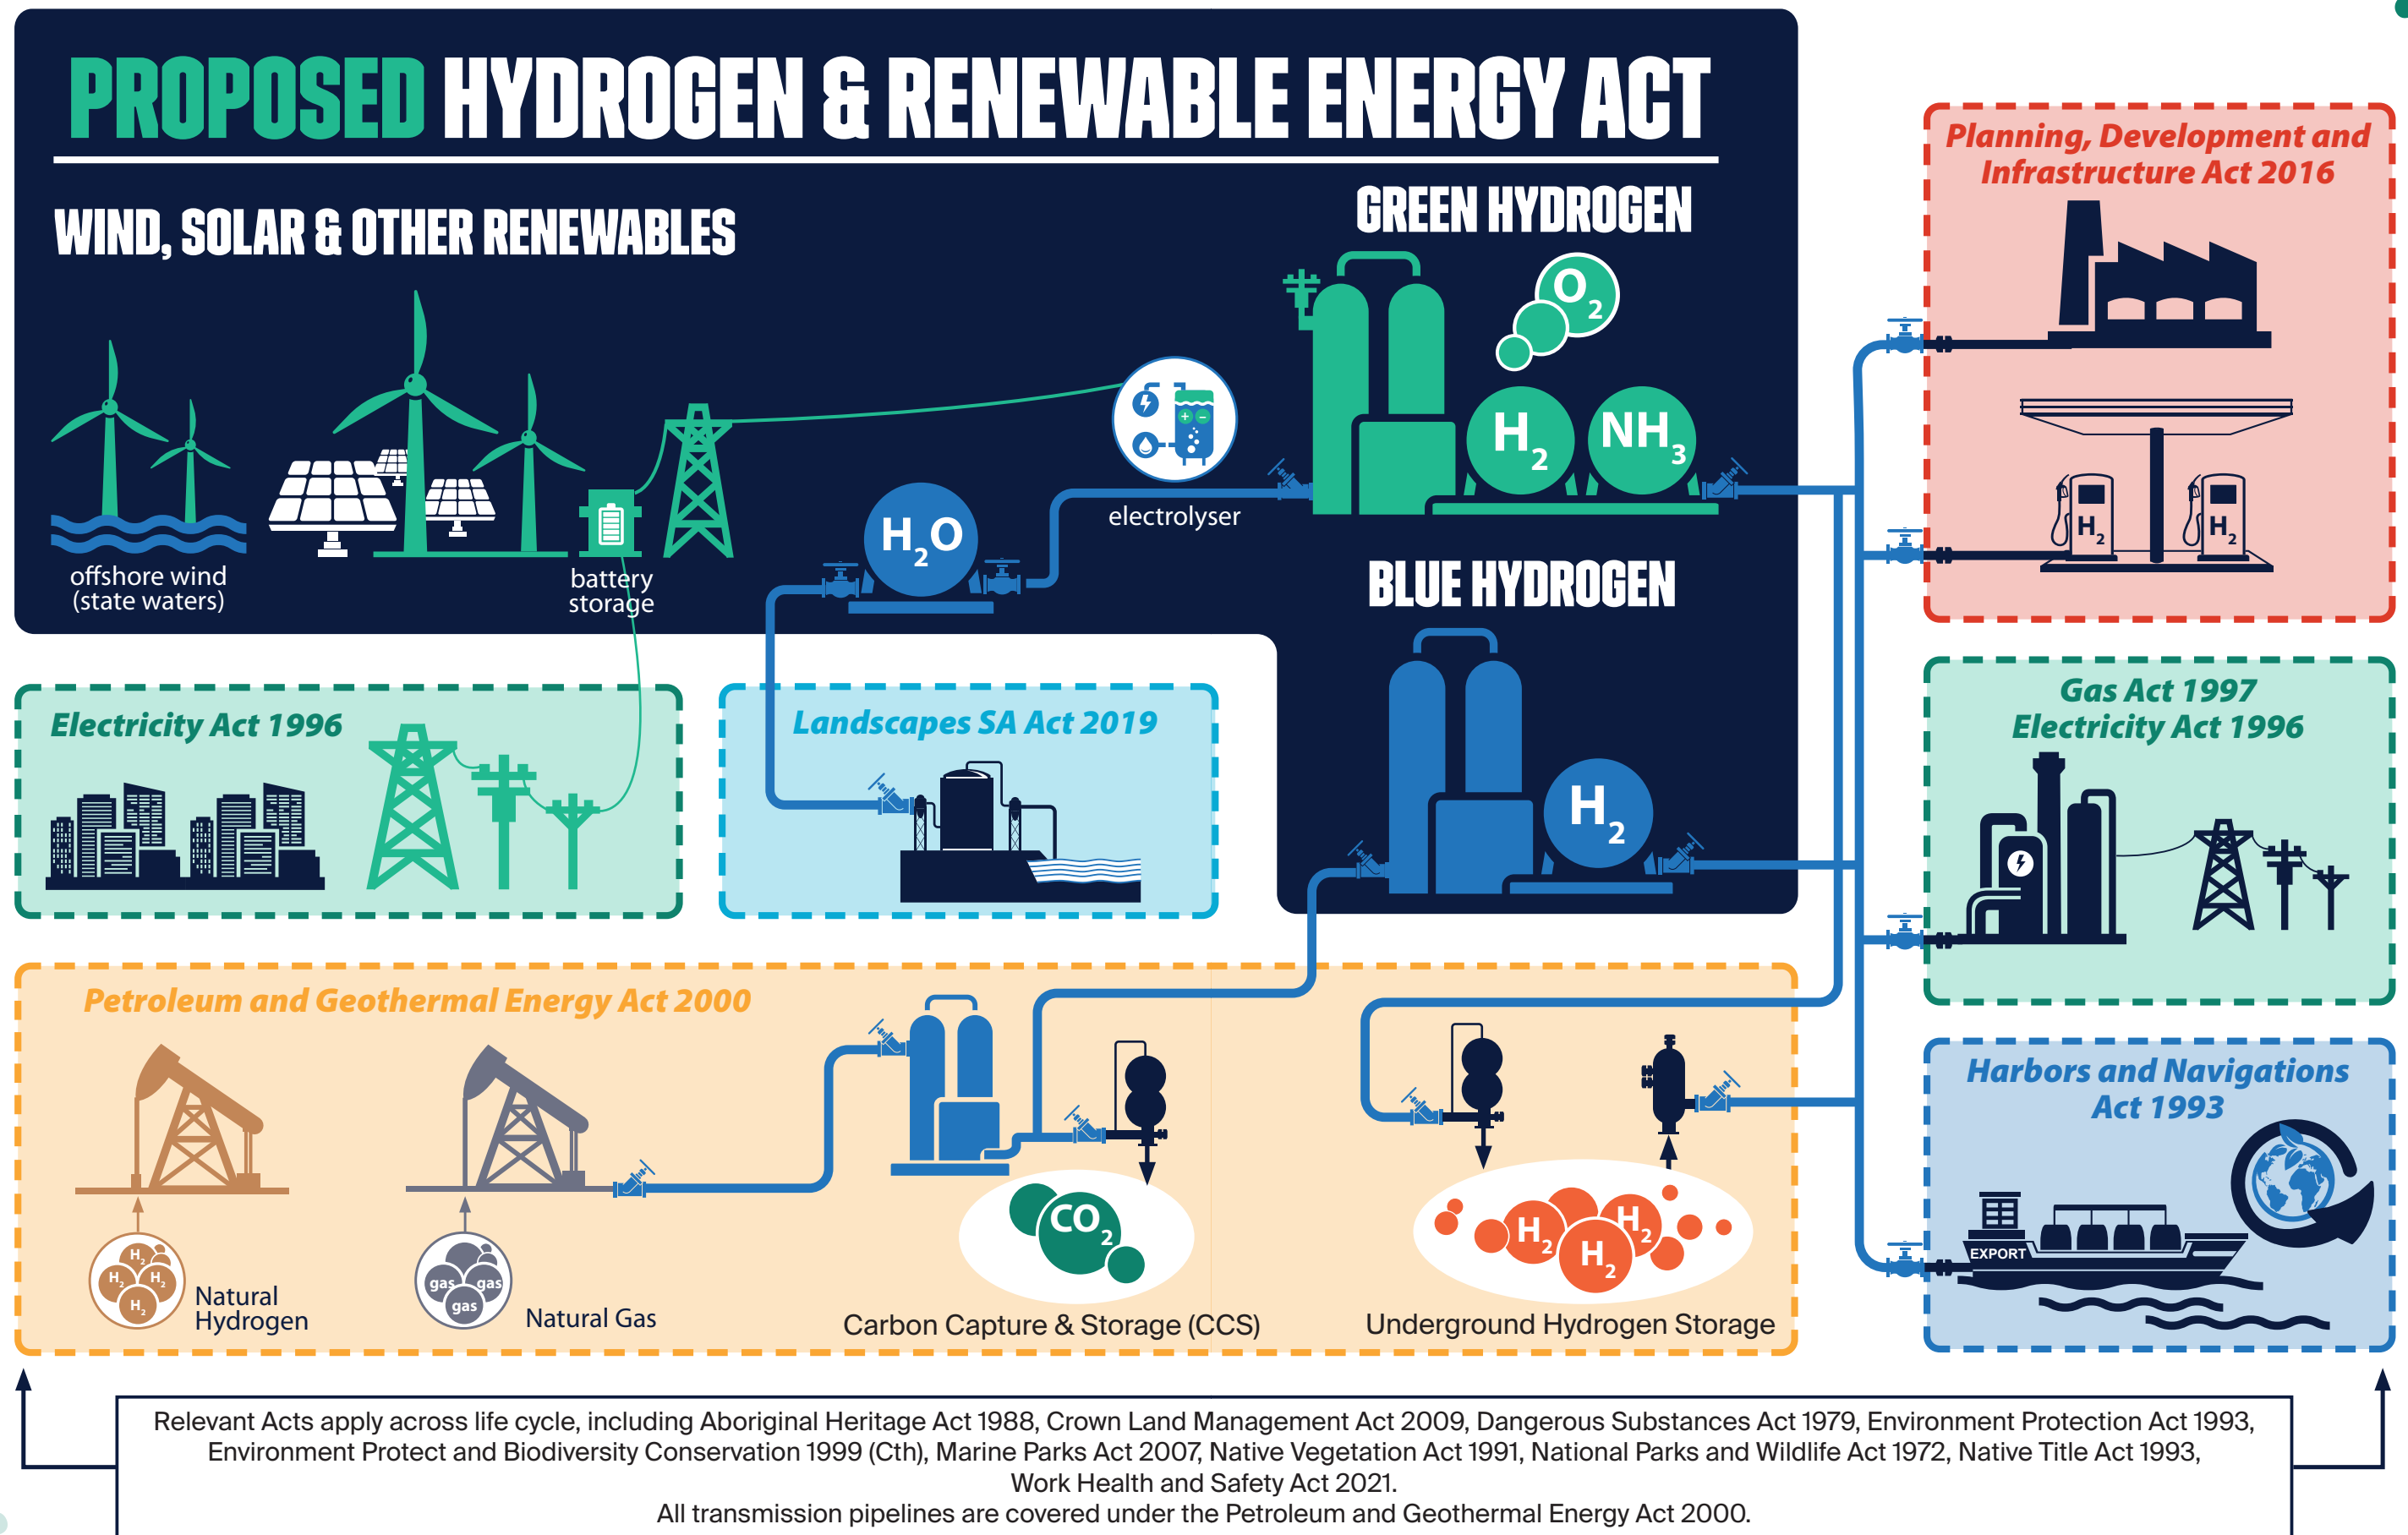 PROPOSED HYDROGEN & RENEWABLE ENERGY ACT
WIND, SOLAR & OTHER RENEWABLES
offshore wind
(state waters)
battery
storage
H2O
electrolyser
GREEN HYDROGEN
O2
H2
NH3
BLUE HYDROGEN
H2
Planning, Development and
Infrastructure Act 2016
H2
H2
Electricity Act 1996
Landscapes SA Act 2019
Gas Act 1997
Electricity Act 1996
Petroleum and Geothermal Energy Act 2000
H2
H2
H2
H2
Natural
Hydrogen
gas
gas
gas
Natural Gas
CO2
Carbon Capture & Storage (CCS)
H2
H2
H2
Underground Hydrogen Storage
Harbors and Navigations
Act 1993
EXPORT
Relevant Acts apply across life cycle, including Aboriginal Heritage Act 1988, Crown Land Management Act 2009, Dangerous Substances Act 1979, Environment Protection Act 1993,
Environment Protect and Biodiversity Conservation 1999 (Cth), Marine Parks Act 2007, Native Vegetation Act 1991, National Parks and Wildlife Act 1972, Native Title Act 1993,
Work Health and Safety Act 2021.
All transmission pipelines are covered under the Petroleum and Geothermal Energy Act 2000.